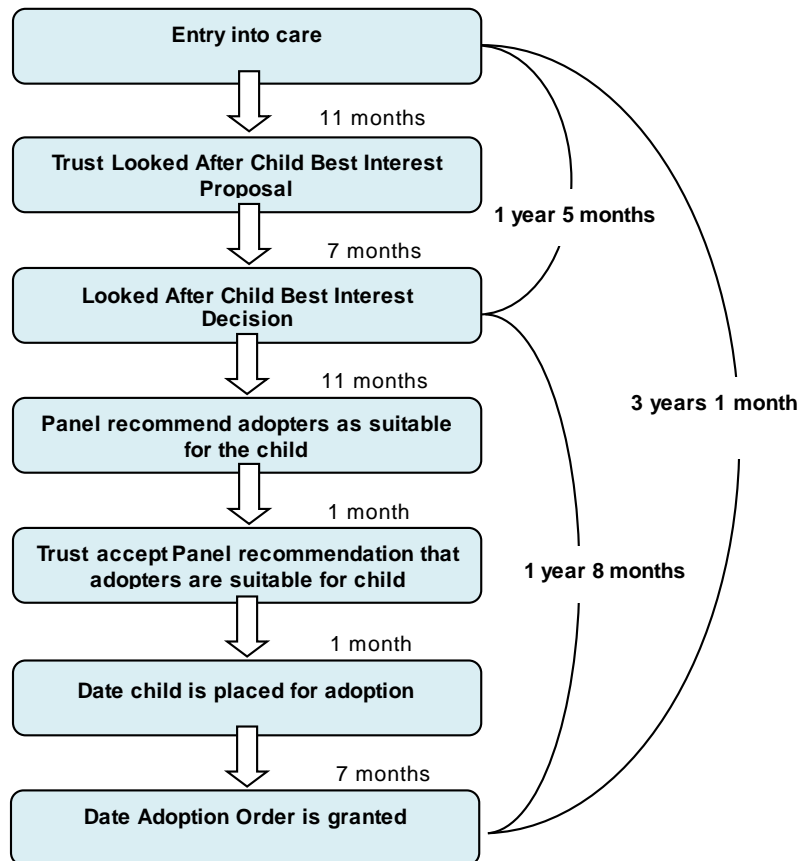 Entry into care
11 months
Trust Looked After Child Best Interest
Proposal
1 year 5 months
7 months
Looked After Child Best Interest
Decision
11 months
3 years 1 month
Panel recommend adopters as suitable
for the child
1 month
Trust accept Panel recommendation that
adopters are suitable for child
1 year 8 months
1 month
Date child is placed for adoption
7 months
Date Adoption Order is granted